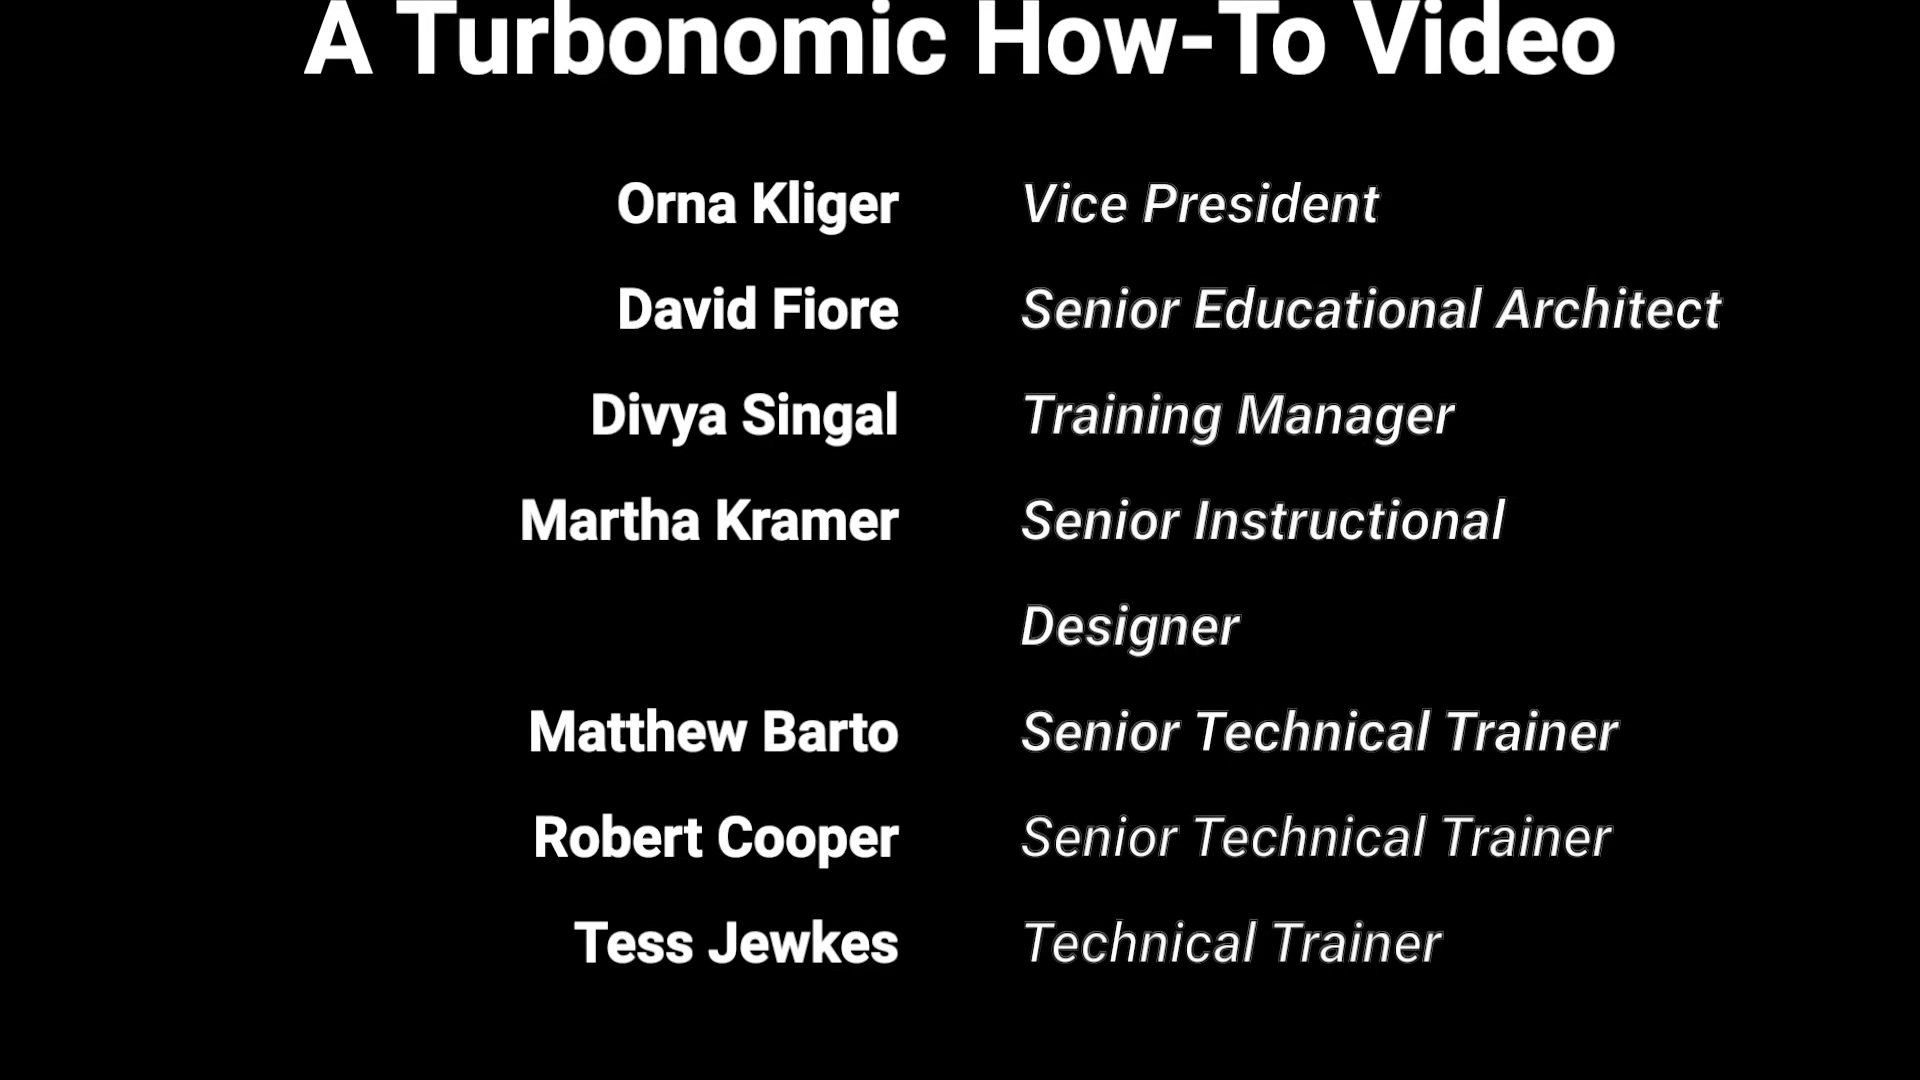 A Turbonomic How-To Video
Orna Kliger Vice President
David Fiore Senior Educational Architect
Divya Singal Training Manager
Martha Kramer Senior Instructional
Designer
Matthew Barto Senior Technical Trainer
Robert Cooper Senior Technical Trainer
Tess Jewkes Technical Trainer